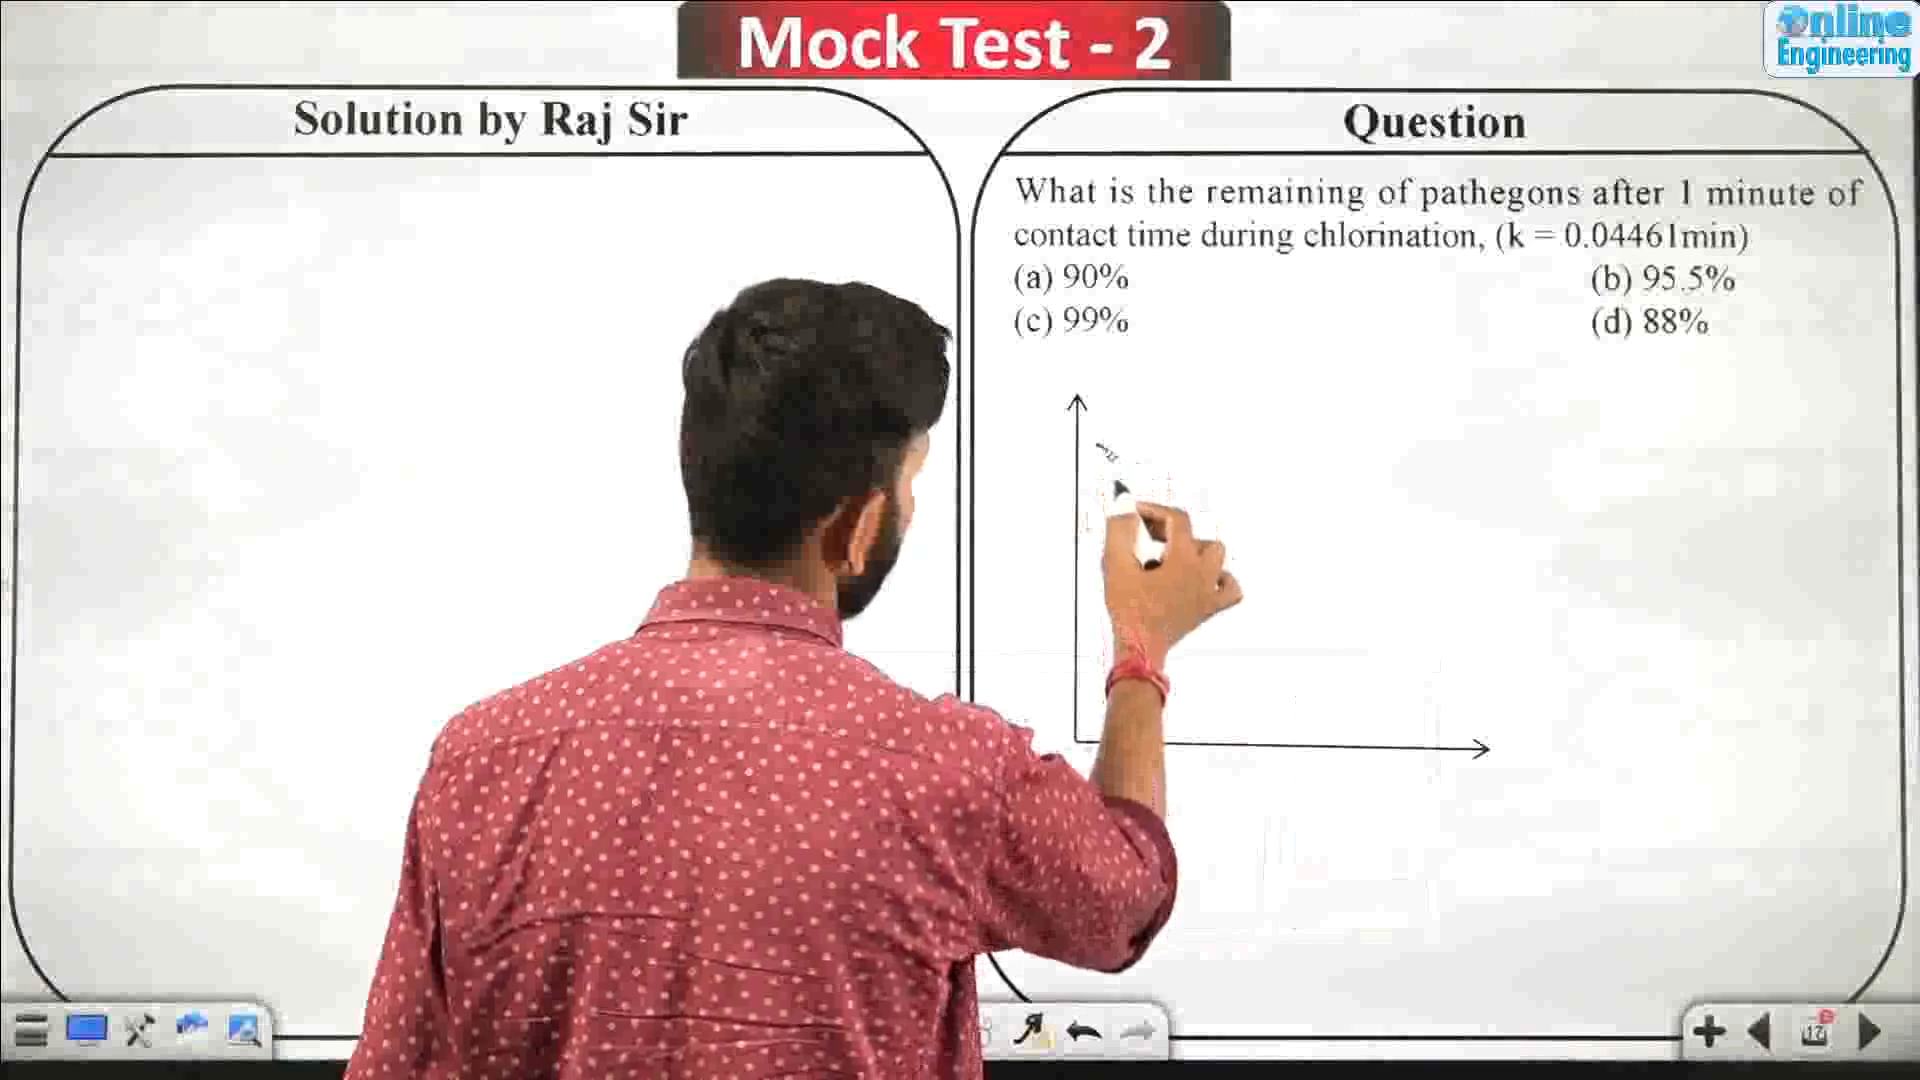 Mock Test - 2
Online
Engineering
Solution by Raj Sir
Question
What is the remaining of pathegons after 1 minute of
contact time during chlorination, (k = 0.04461min)
(a) 90%
(b) 95.5%
(c) 99%
(d) 88%
17